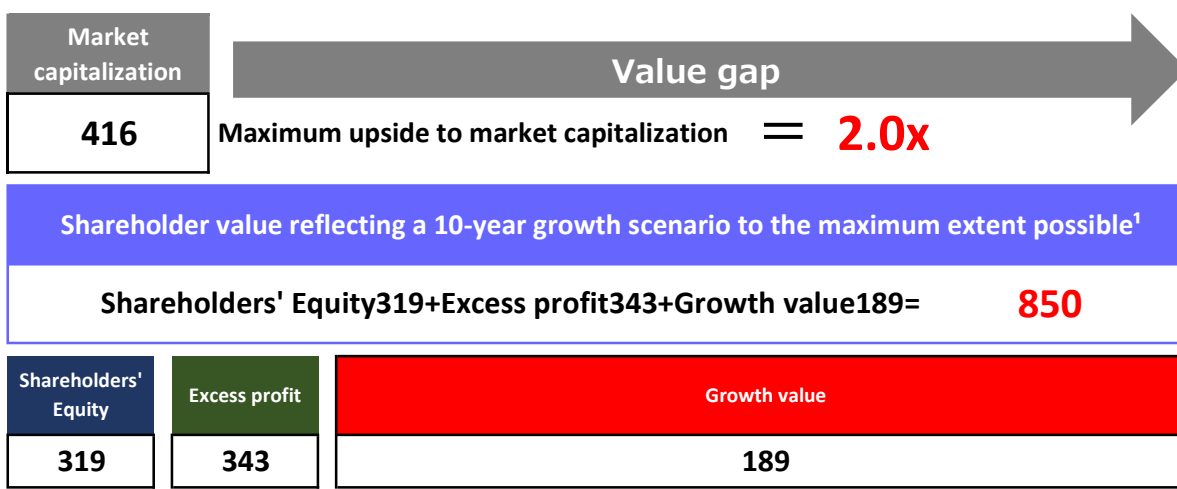 Market
capitalization
Value gap
416
Maximum upside to market capitalization = 2.0x
Shareholder value reflecting a 10-year growth scenario to the maximum extent possible¹
Shareholders' Equity319+Excess profit343+Growth value189= 850
Shareholders'
Equity
Excess profit
Growth value
319
343
189